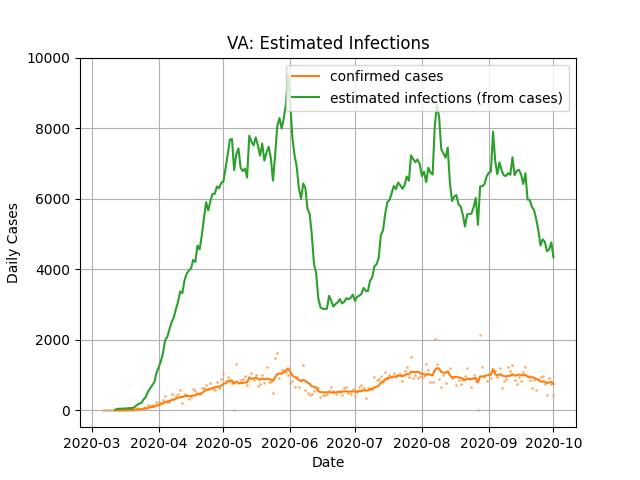 VA: Estimated Infections
confirmed cases
estimated infections (from cases)
Daily Cases
10000
8000
6000
4000
2000
0
2020-03 2020-04 2020-05 2020-06 2020-07 2020-08 2020-09 2020-10
Date